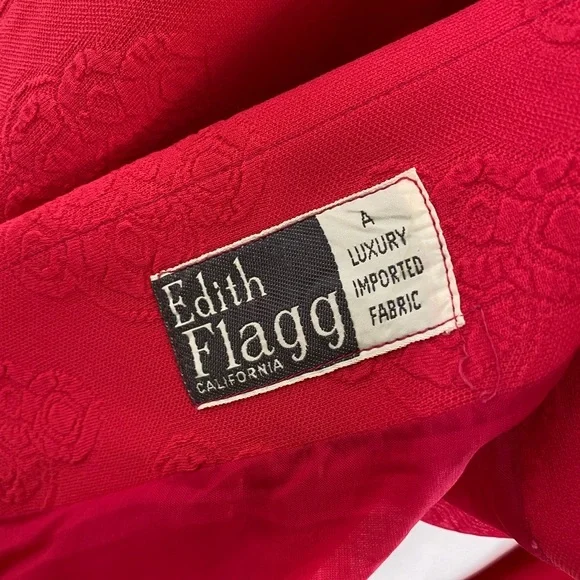 Edith
Flagg
CALIFORNIA
A
LUXURY
IMPORTED
FABRIC